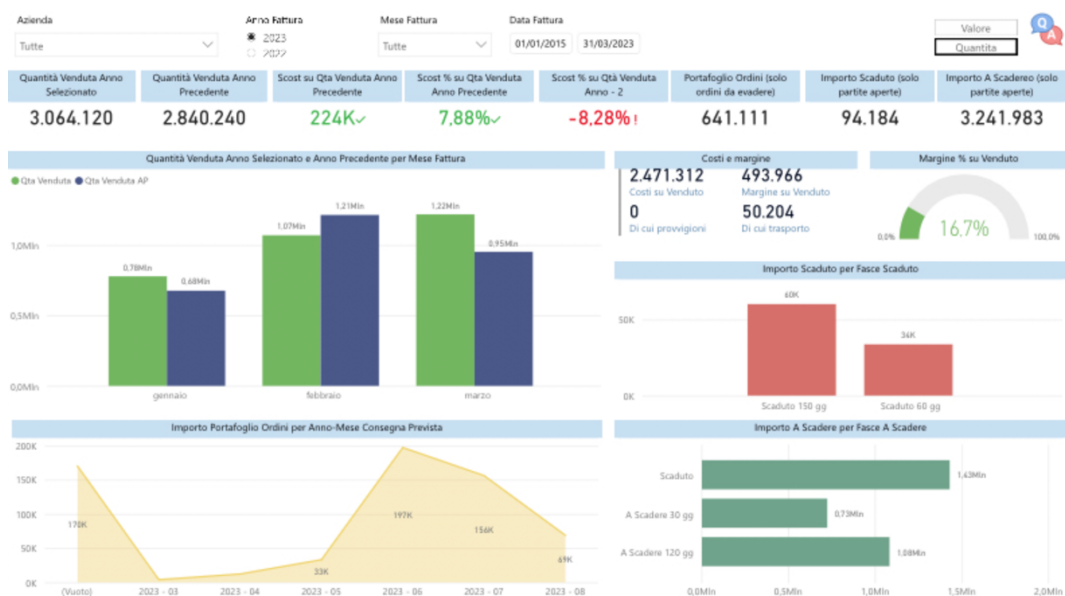 Azienda
Tutte
Anno Fattura
2023
2022
Mese Fattura
Tutte
Data Fattura
01/01/2015 31/03/2023
Valore
Quantita
Q
A
Quantità Venduta Anno Selezionato
3.064.120
Quantità Venduta Anno Precedente
2.840.240
Scost su Qta Venduta Anno Precedente
224K
Scost % su Qta Venduta Anno Precedente
7,88%
Scost % su Qtà Venduta Anno - 2
-8,28% !
Portafoglio Ordini (solo ordini da evadere)
641.111
Importo Scaduto (solo partite aperte)
94.184
Importo A Scadereo (solo partite aperte)
3.241.983
Quantità Venduta Anno Selezionato e Anno Precedente per Mese Fattura
Qta Venduta Qta Venduta AP
1,0Mln
0,5Mln
0,0Mln
0,78Mln
0,68Mln
1,07Mln
1,21Mln
1,22Mln
0,95Mln
gennaio febbraio marzo
Costi e margine
2.471.312 493.966
Costi su Venduto Margine su Venduto
0 50.204
Di cui provvigioni Di cui trasporto
Margine % su Venduto
16,7%
0,0% 100,0%
Importo Scaduto per Fasce Scaduto
50K
0K
60K
34K
Scaduto 150 gg Scaduto 60 gg
Importo Portafoglio Ordini per Anno-Mese Consegna Prevista
200K
150K
100K
50K
0K
170K
33K
197K
156K
69K
(Vuoto) 2023 - 03 2023 - 04 2023 - 05 2023 - 06 2023 - 07 2023 - 08
Importo A Scadere per Fasce A Scadere
Scaduto 1,43Mln
A Scadere 30 gg 0,73Mln
A Scadere 120 gg 1,08Mln
0,0Mln 0,5Mln 1,0Mln 1,5Mln 2,0Mln